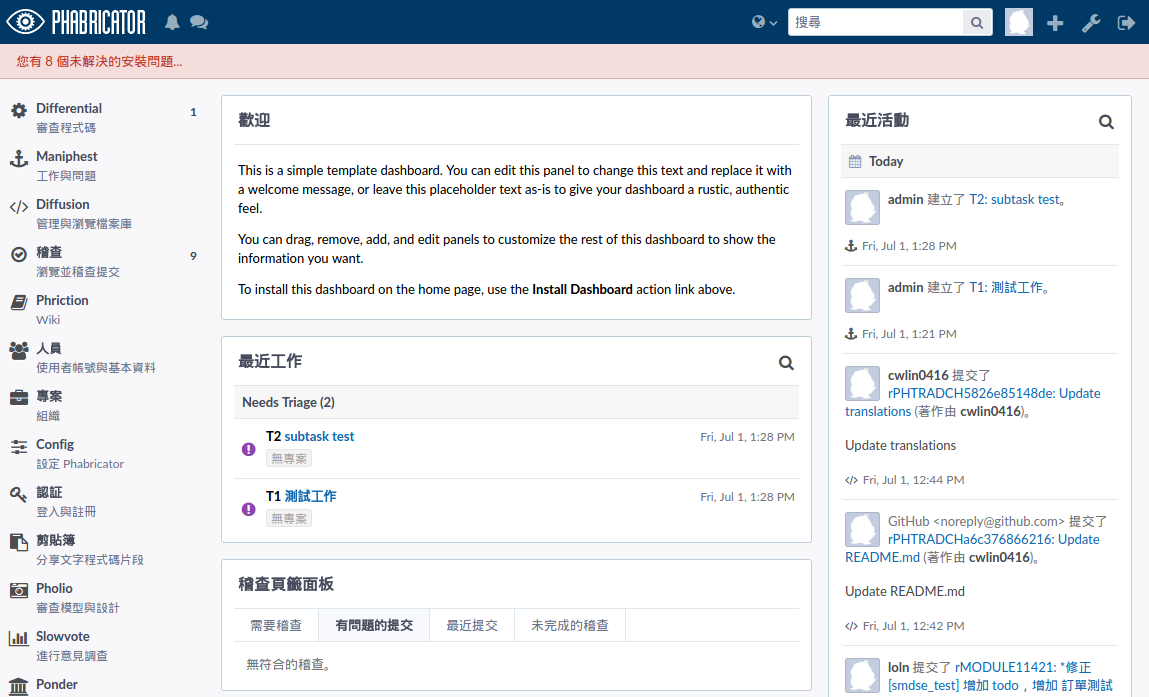 PHABRICATOR
搜尋
您有 8 個未解決的安裝問題...
Differential
1
審查程式碼
Maniphest
工作與問題
Diffusion
管理與瀏覽檔案庫
稽查
9
瀏覽並稽查提交
Phriction
Wiki
人員
使用者帳號與基本資料
專案
組織
Config
設定 Phabricator
認証
登入與註冊
剪貼簿
分享文字程式碼片段
Pholio
審查模型與設計
Slowvote
進行意見調查
Ponder
歡迎
This is a simple template dashboard. You can edit this panel to change this text and replace it with
a welcome message, or leave this placeholder text as-is to give your dashboard a rustic, authentic
feel.
You can drag, remove, add, and edit panels to customize the rest of this dashboard to show the
information you want.
To install this dashboard on the home page, use the Install Dashboard action link above.
最近工作
Needs Triage (2)
T2 subtask test
Fri, Jul 1, 1:28 PM
無專案
T1 測試工作
Fri, Jul 1, 1:28 PM
無專案
稽查頁籤面板
需要稽查
有問題的提交
最近提交
未完成的稽查
無符合的稽查。
最近活動
Today
admin 建立了 T2: subtask test。
Fri, Jul 1, 1:28 PM
admin 建立了 T1: 測試工作。
Fri, Jul 1, 1:21 PM
cwlin0416 提交了
rPHTRADCH5826e85148de: Update
translations (著作由 cwlin0416)。
Update translations
Fri, Jul 1, 12:44 PM
GitHub <noreply@github.com> 提交了
rPHTRADCHa6c376866216: Update
README.md (著作由 cwlin0416)。
Update README.md
Fri, Jul 1, 12:42 PM
loln 提交了 rMODULE11421: *修正
[smdse_test] 增加 todo，增加 訂單測試